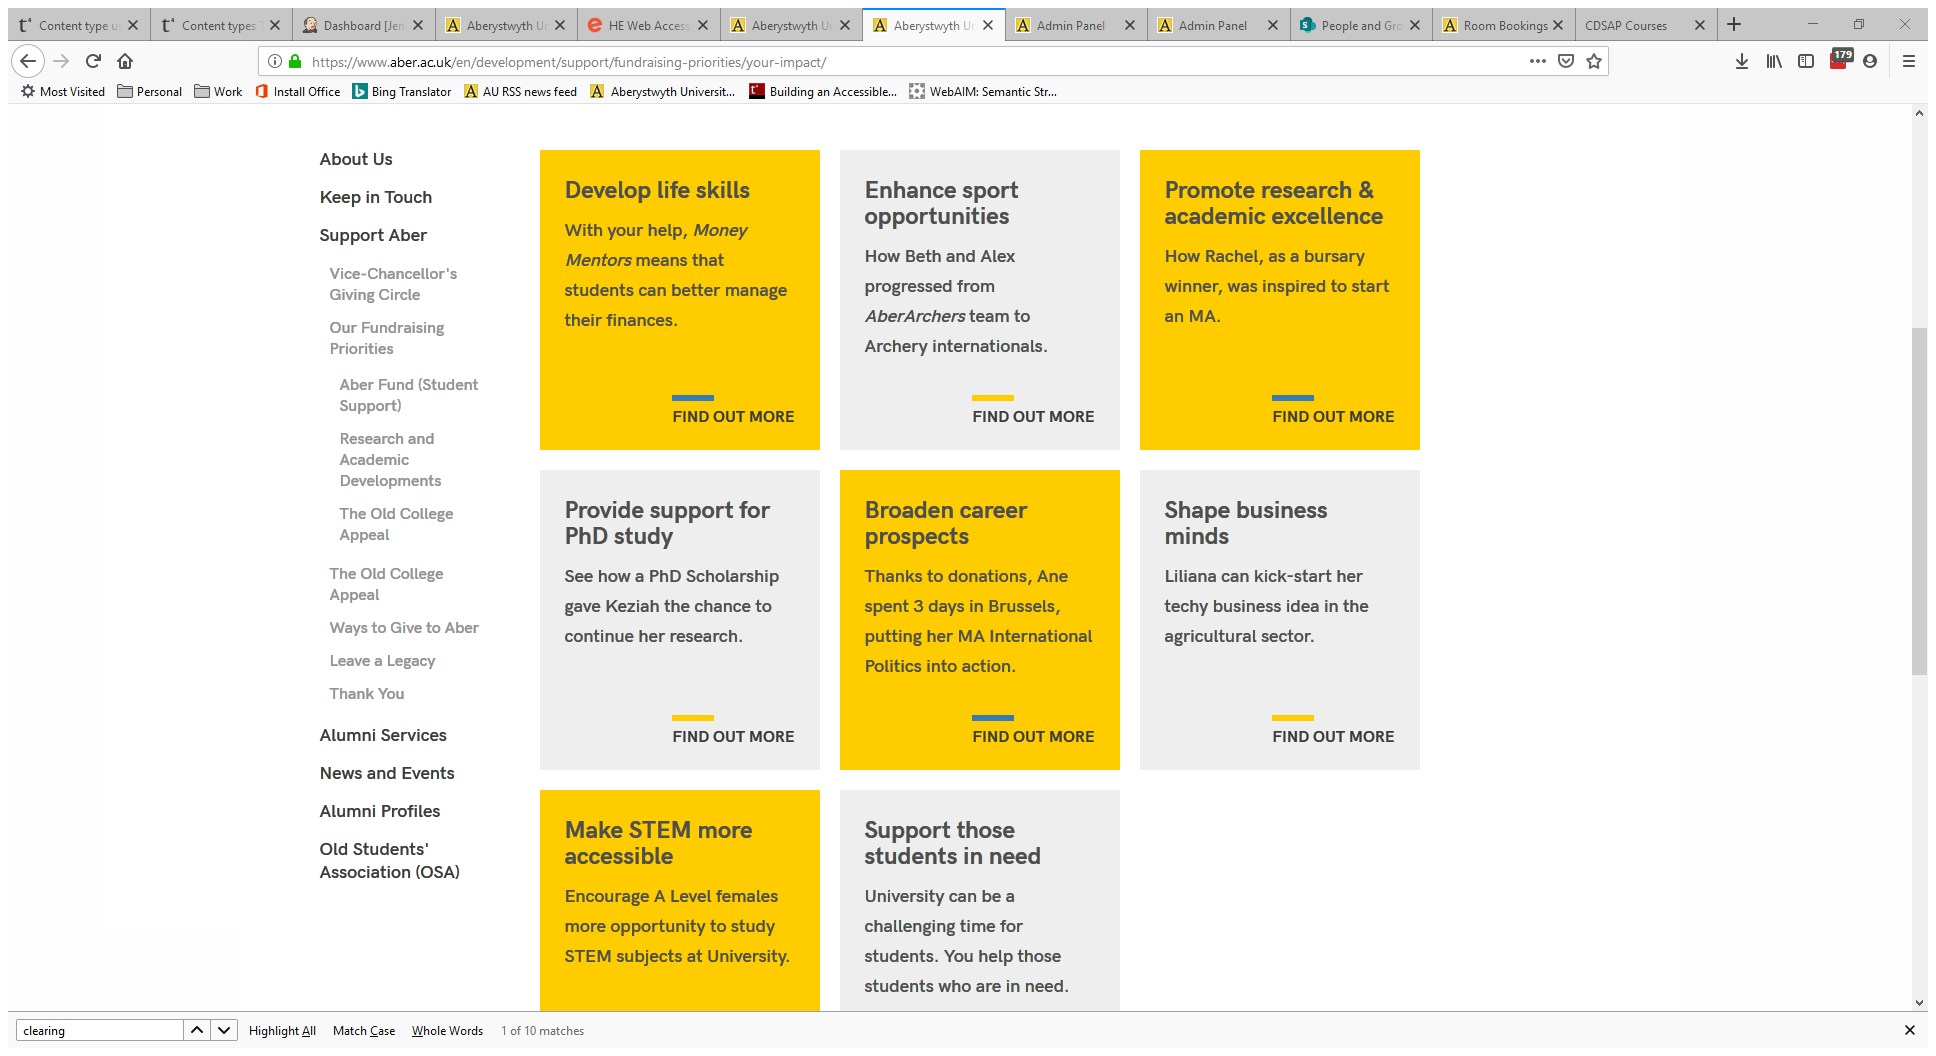 Content type u
Content types
Dashboard [Jen
Aberystwyth U
HE Web Access
Aberystwyth U
Aberystwyth U
Admin Panel
Admin Panel
People and Gro
Room Bookings
CDSAP Courses
https://www.aber.ac.uk/en/development/support/fundraising-priorities/your-impact/
179
Most Visited
Personal
Work
Install Office
Bing Translator
AU RSS news feed
Aberystwyth Universit...
Building an Accessible...
WebAIM: Semantic Str...
About Us
Keep in Touch
Support Aber
Vice-Chancellor's
Giving Circle
Our Fundraising
Priorities
Aber Fund (Student
Support)
Research and
Academic
Developments
The Old College
Appeal
The Old College
Appeal
Ways to Give to Aber
Leave a Legacy
Thank You
Alumni Services
News and Events
Alumni Profiles
Old Students'
Association (OSA)
Develop life skills
With your help, Money
Mentors means that
students can better manage
their finances.
FIND OUT MORE
Enhance sport
opportunities
How Beth and Alex
progressed from
AberArchers team to
Archery internationals.
FIND OUT MORE
Promote research &
academic excellence
How Rachel, as a bursary
winner, was inspired to start
an MA.
FIND OUT MORE
Provide support for
PhD study
See how a PhD Scholarship
gave Keziah the chance to
continue her research.
FIND OUT MORE
Broaden career
prospects
Thanks to donations, Ane
spent 3 days in Brussels,
putting her MA International
Politics into action.
FIND OUT MORE
Shape business
minds
Liliana can kick-start her
techy business idea in the
agricultural sector.
FIND OUT MORE
Make STEM more
accessible
Encourage A Level females
more opportunity to study
STEM subjects at University.
Support those
students in need
University can be a
challenging time for
students. You help those
students who are in need.
clearing
Highlight All
Match Case
Whole Words
1 of 10 matches